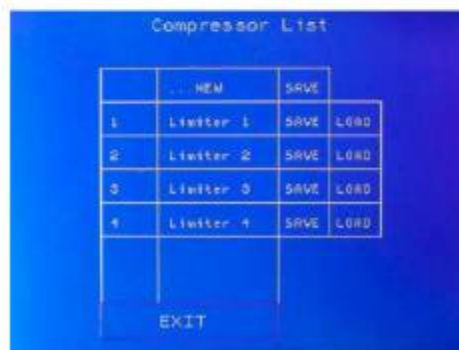 Compressor List
...NEW SAVE
1 Limiter 1 SAVE LOAD
2 Limiter 2 SAVE LOAD
3 Limiter 3 SAVE LOAD
4 Limiter 4 SAVE LOAD
EXIT